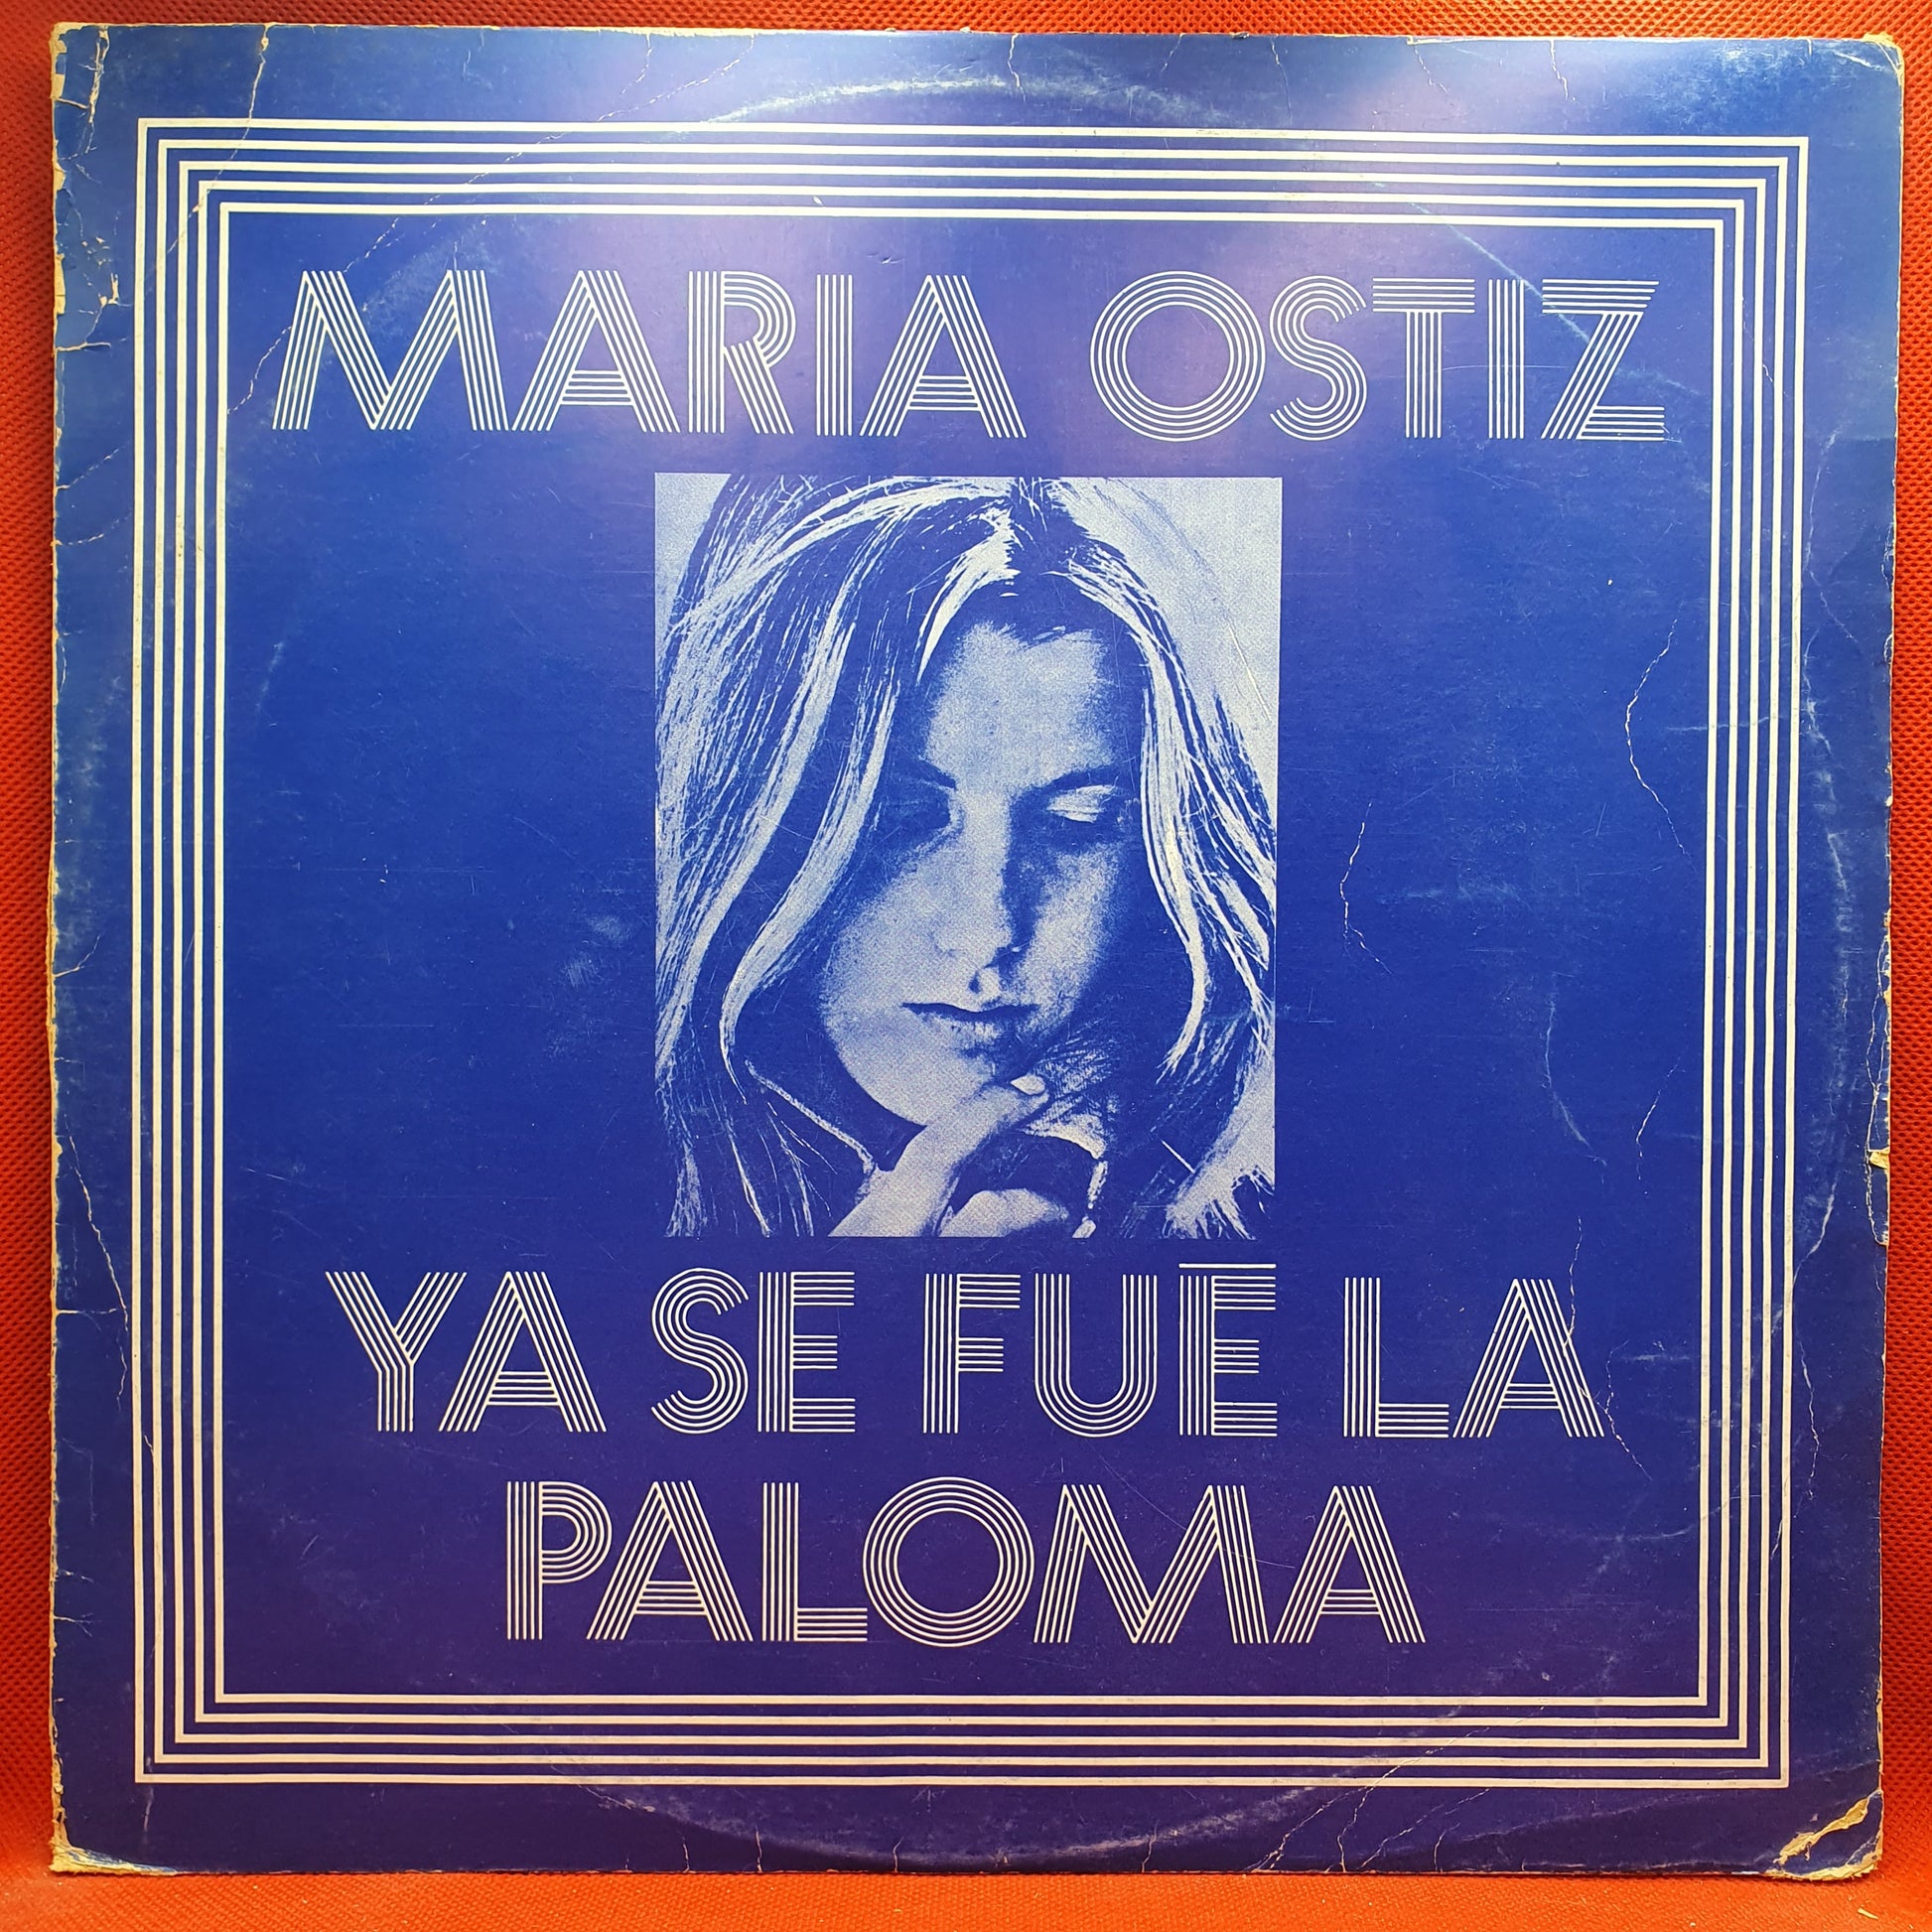 MARIA OSTIZ
YA SE FUĒ LA
PALOMA